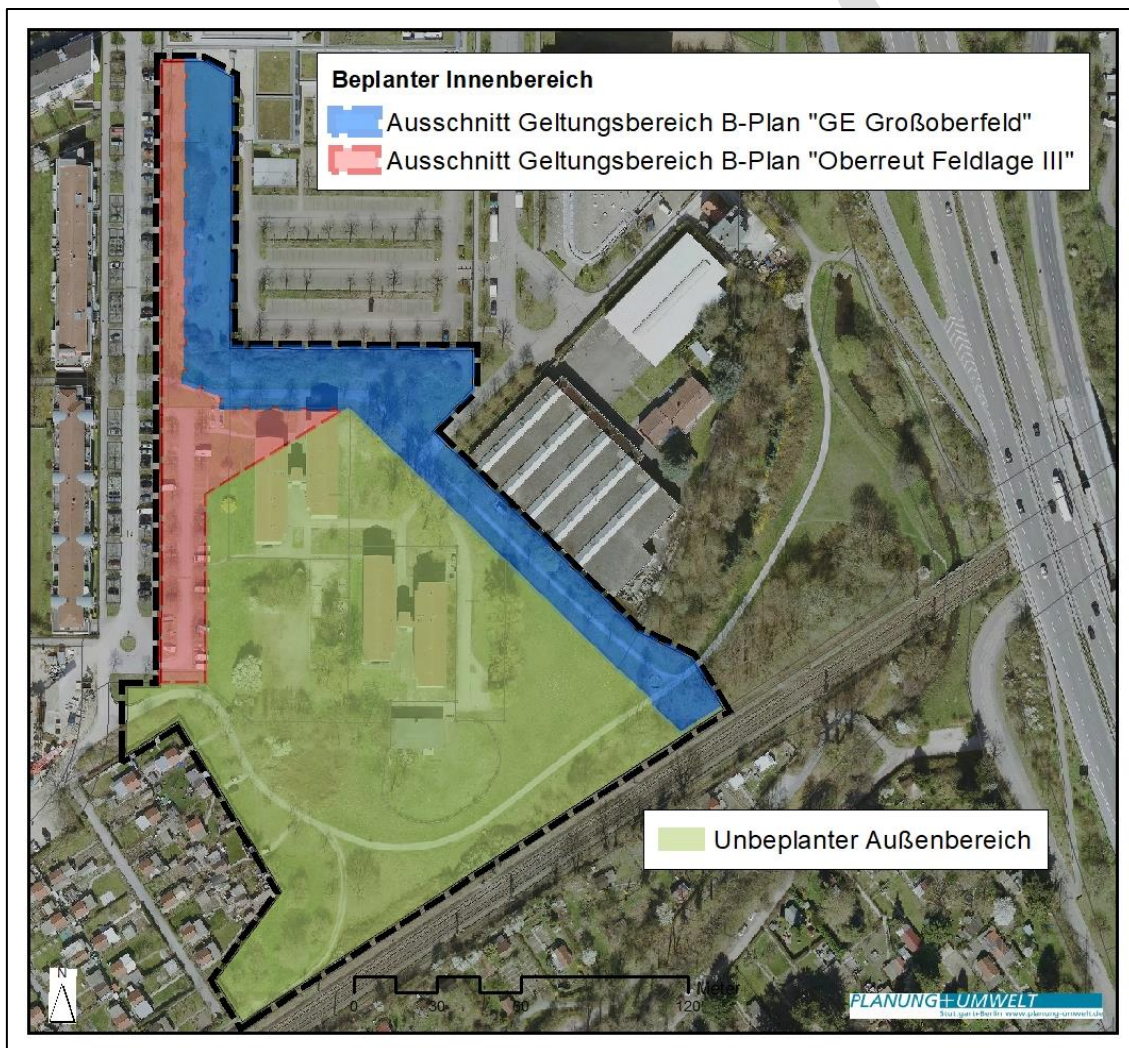 Beplanter Innenbereich
Ausschnitt Geltungsbereich B-Plan "GE Großoberfeld"
Ausschnitt Geltungsbereich B-Plan "Oberreut Feldlage III"
Unbeplanter Außenbereich
N
Meter
0 30 60 120
PLANUNG+UMWELT
Stuttgart•Berlin www.planung-umwelt.de